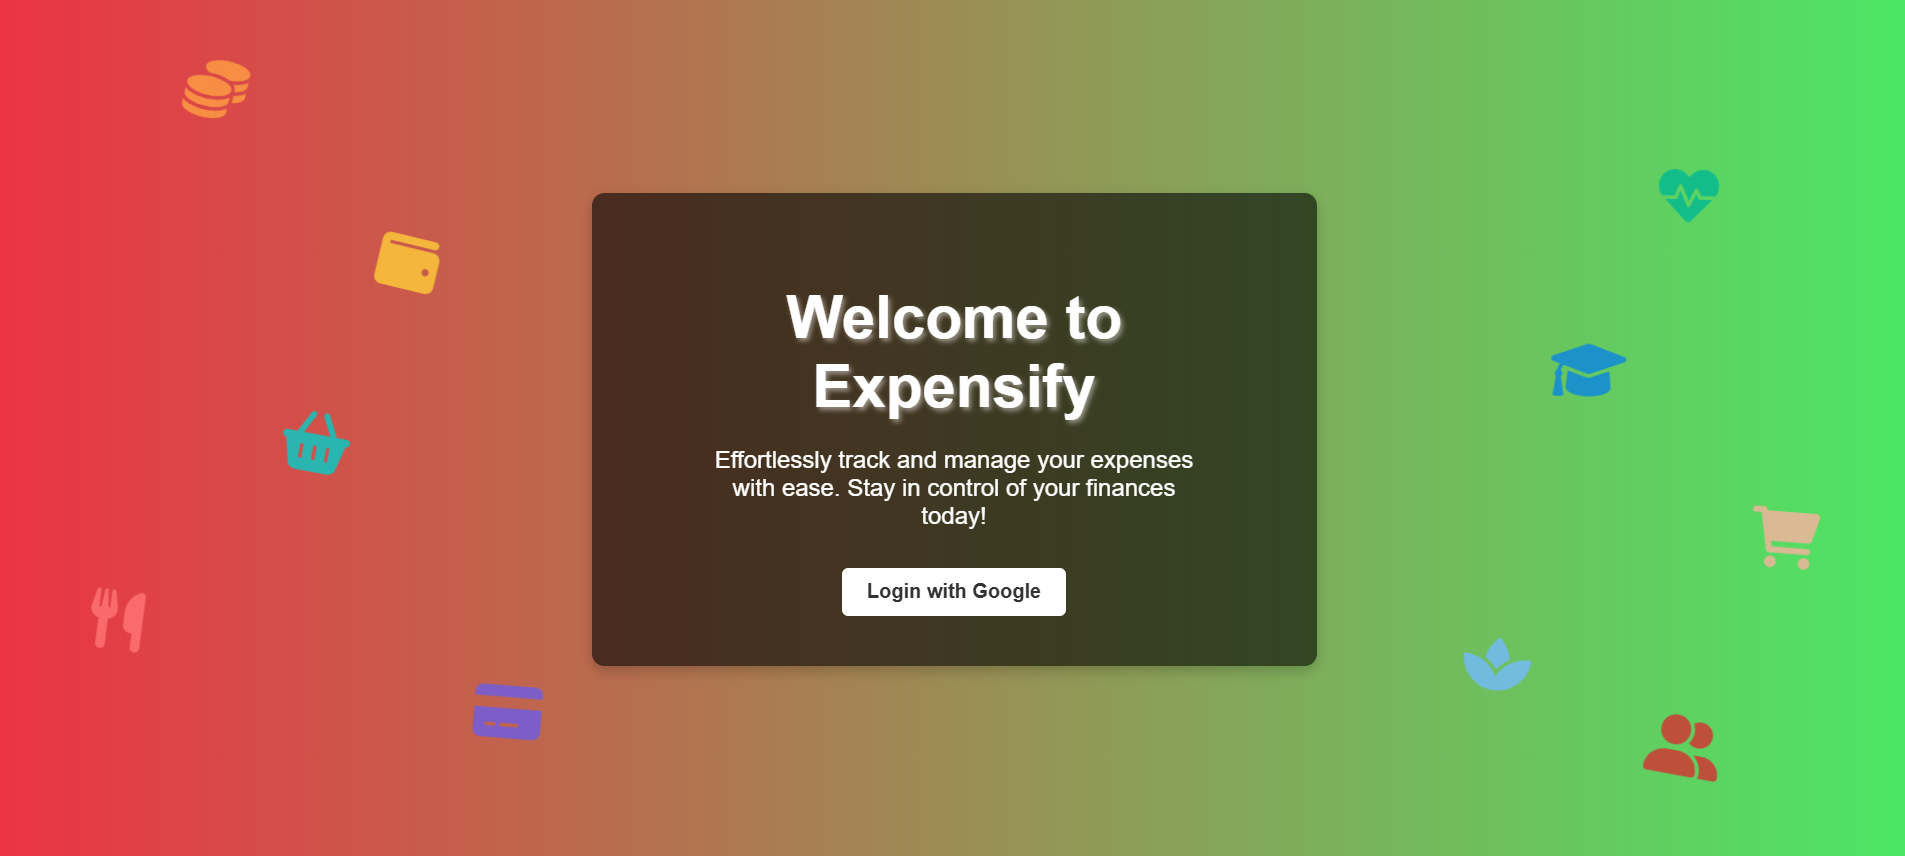 Welcome to
Expensify
Effortlessly track and manage your expenses
with ease. Stay in control of your finances
today!
Login with Google